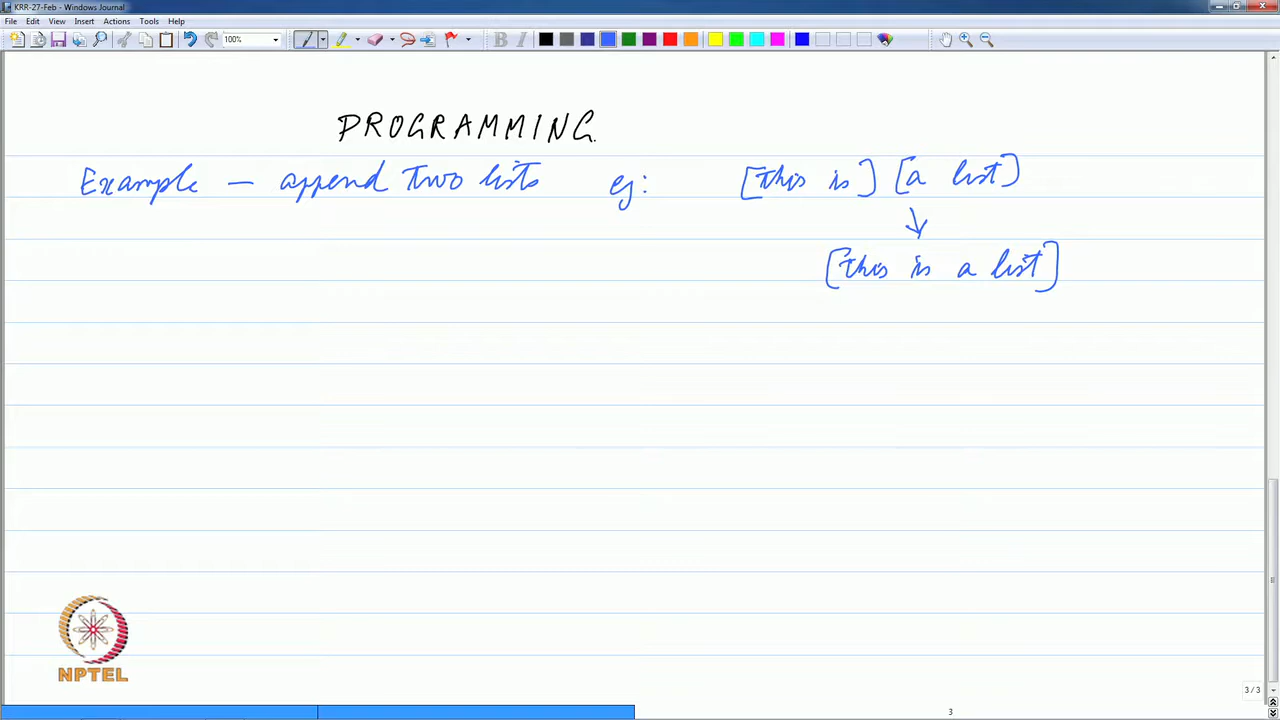 KRR-27-Feb - Windows Journal
File Edit View Insert Actions Tools Help
100%
PROGRAMMING
Example - append two lists eg: [this is] [a list]
[this is a list]
NPTEL
3 / 3
3